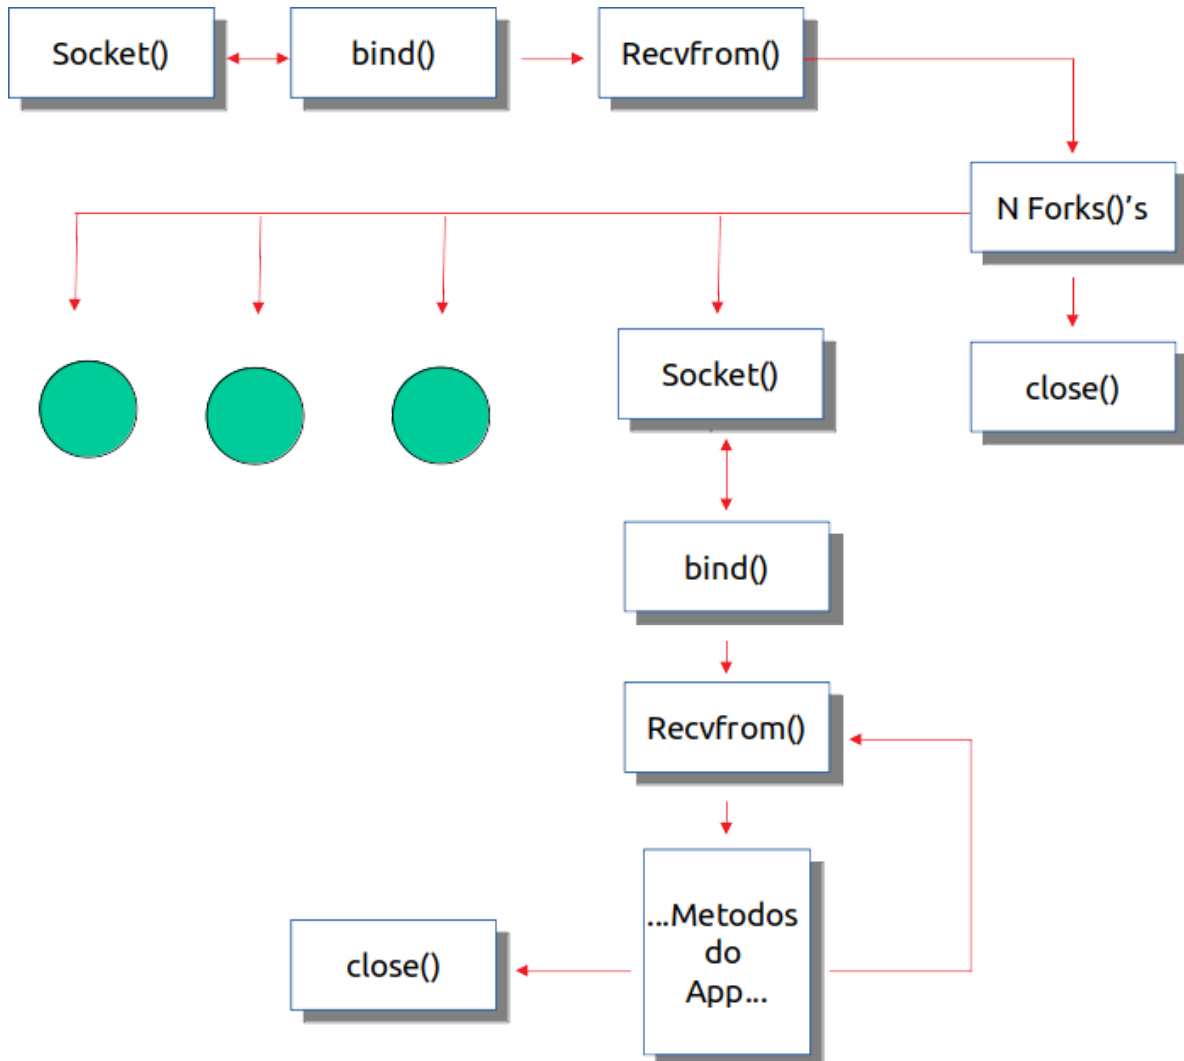 Socket()
bind()
Recvfrom()
N Forks()’s
Socket()
close()
bind()
Recvfrom()
...Metodos
do
App...
close()